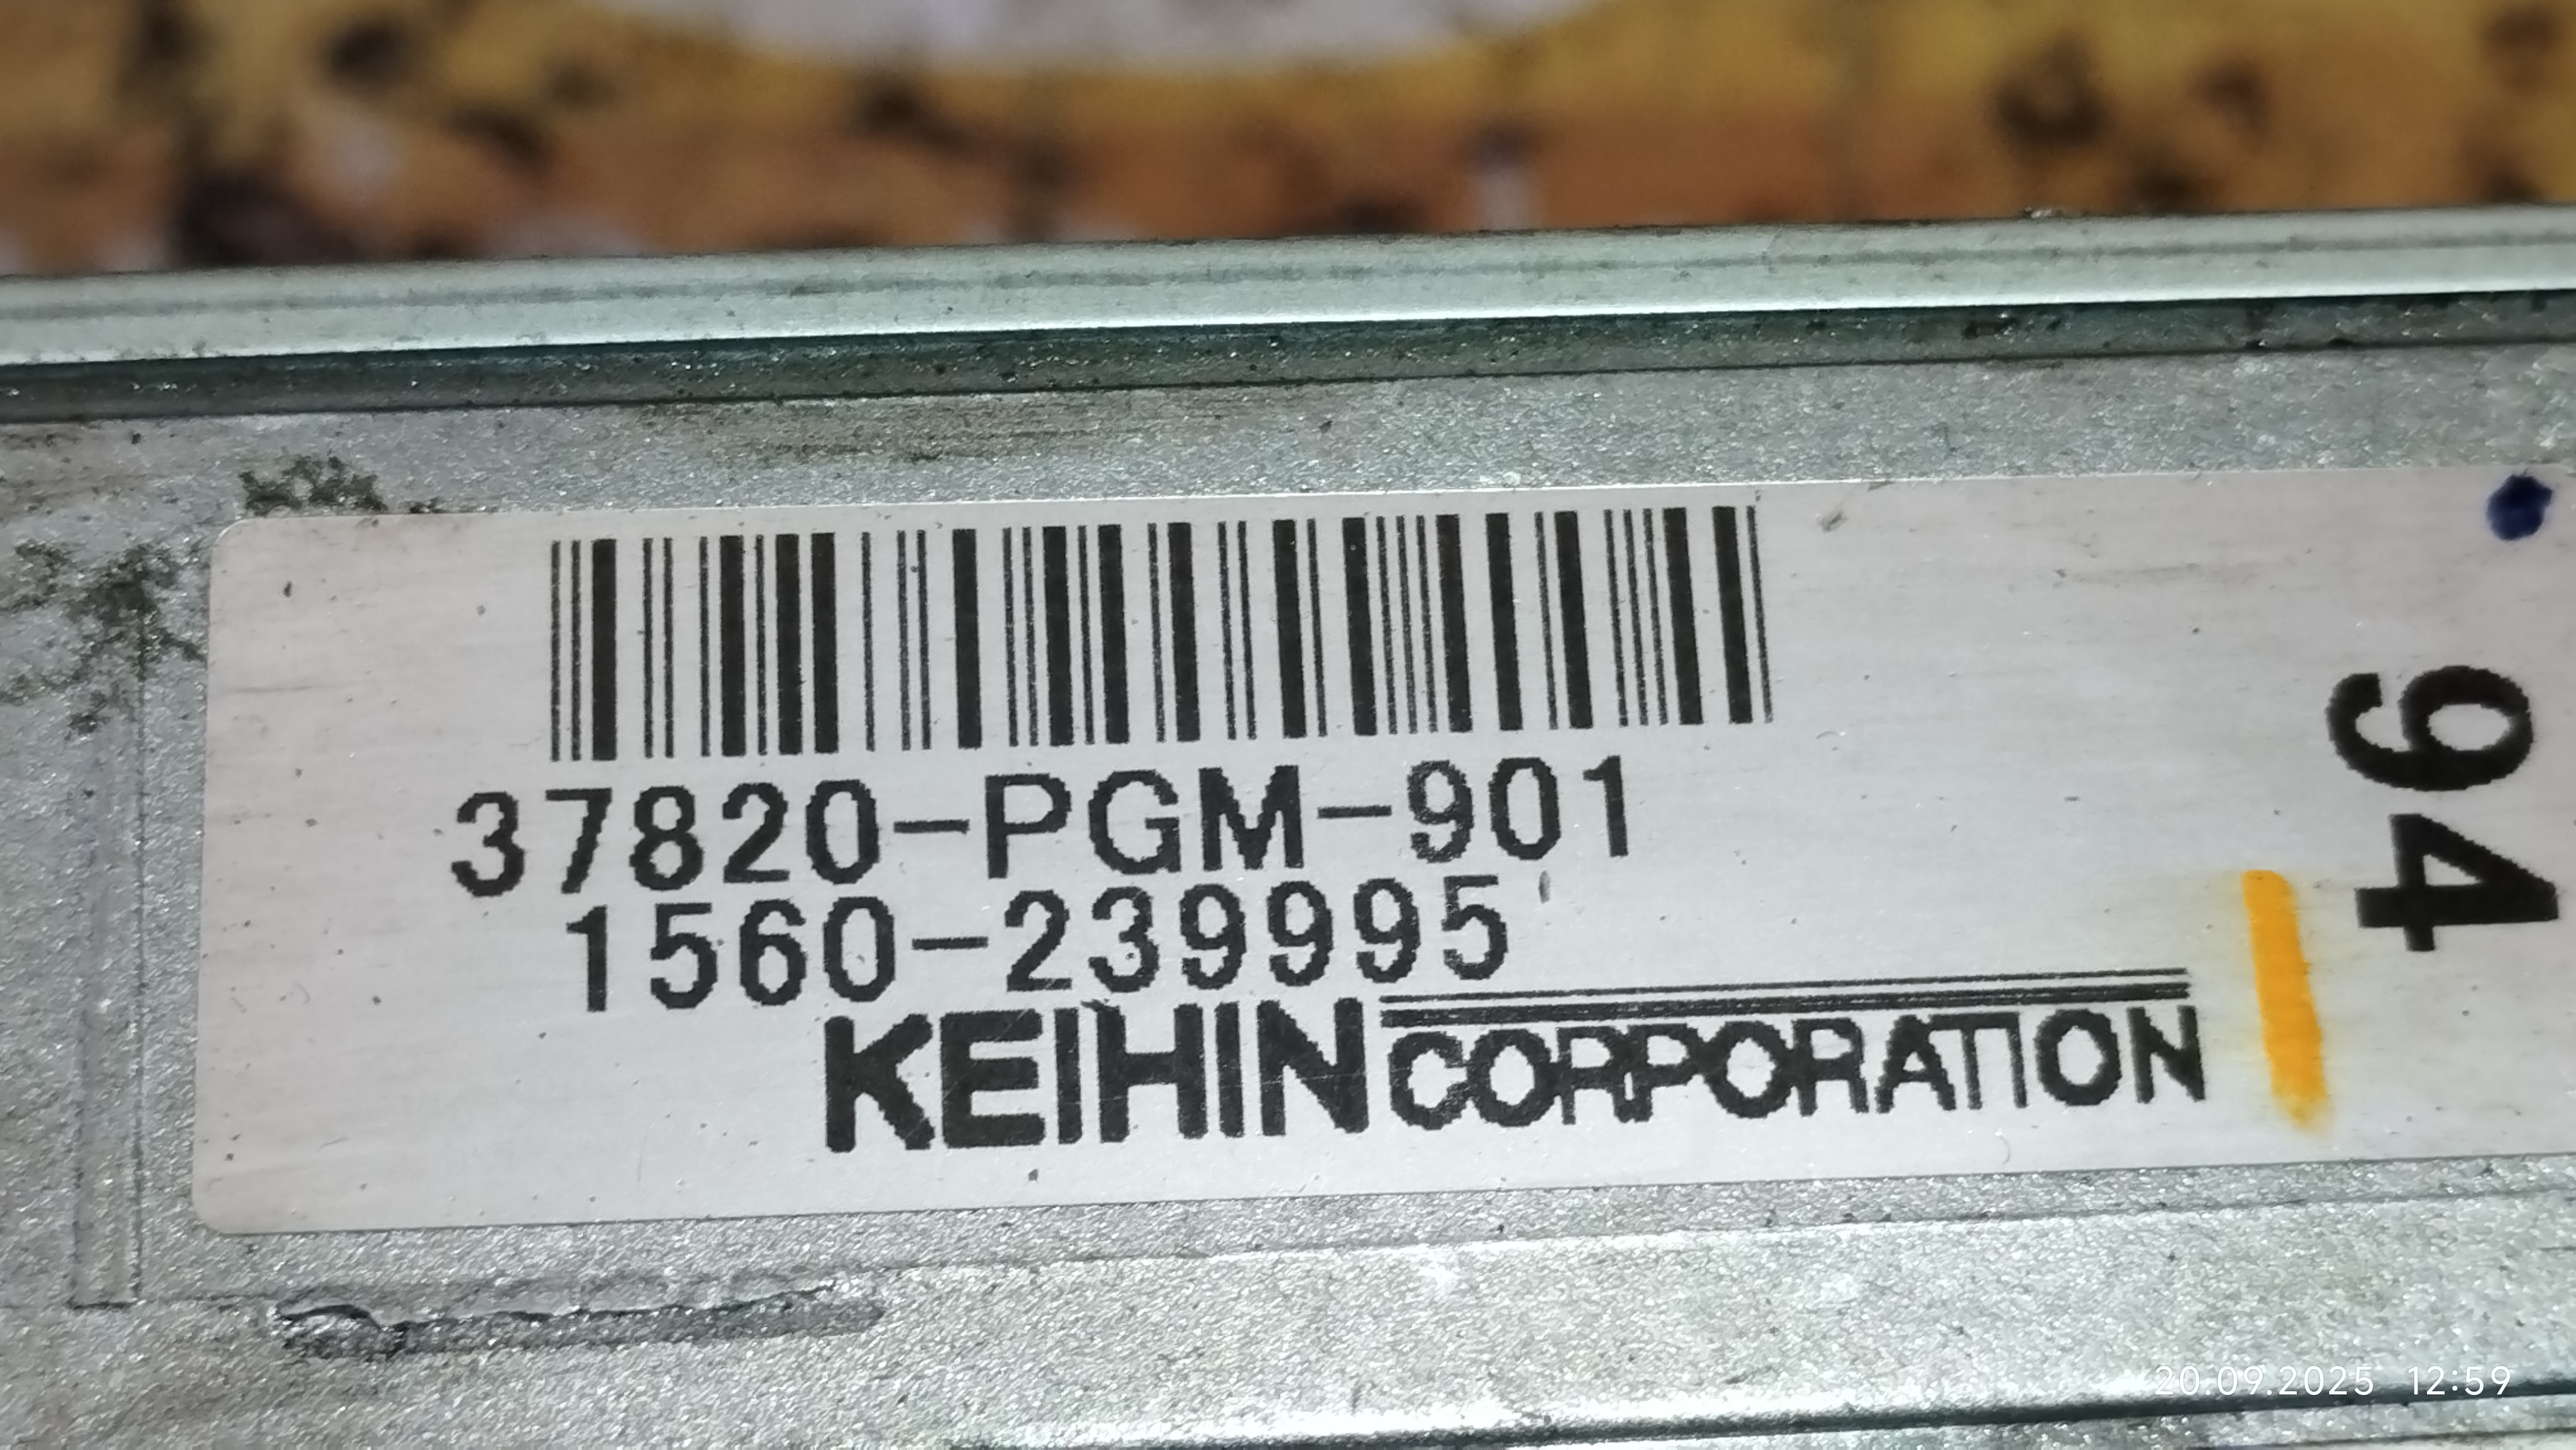 37820-PGM-901
1560-239995
KEIHIN CORPORATION
94
20.09.2025 12:59